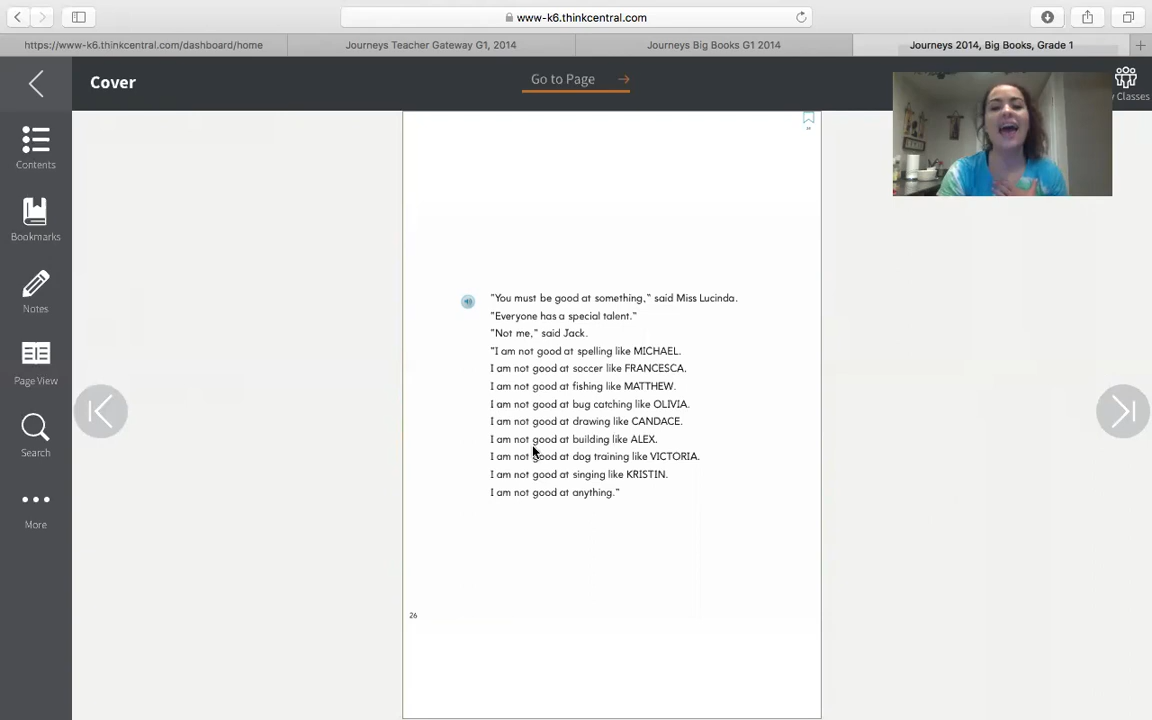 www-k6.thinkcentral.com
https://www-k6.thinkcentral.com/dashboard/home
Journeys Teacher Gateway G1, 2014
Journeys Big Books G1 2014
Journeys 2014, Big Books, Grade 1
Cover
Go to Page
Classes
Contents
Bookmarks
Notes
Page View
Search
More
"You must be good at something," said Miss Lucinda.
"Everyone has a special talent."
"Not me," said Jack.
"I am not good at spelling like MICHAEL.
I am not good at soccer like FRANCESCA.
I am not good at fishing like MATTHEW.
I am not good at bug catching like OLIVIA.
I am not good at drawing like CANDACE.
I am not good at building like ALEX.
I am not good at dog training like VICTORIA.
I am not good at singing like KRISTIN.
I am not good at anything."
26